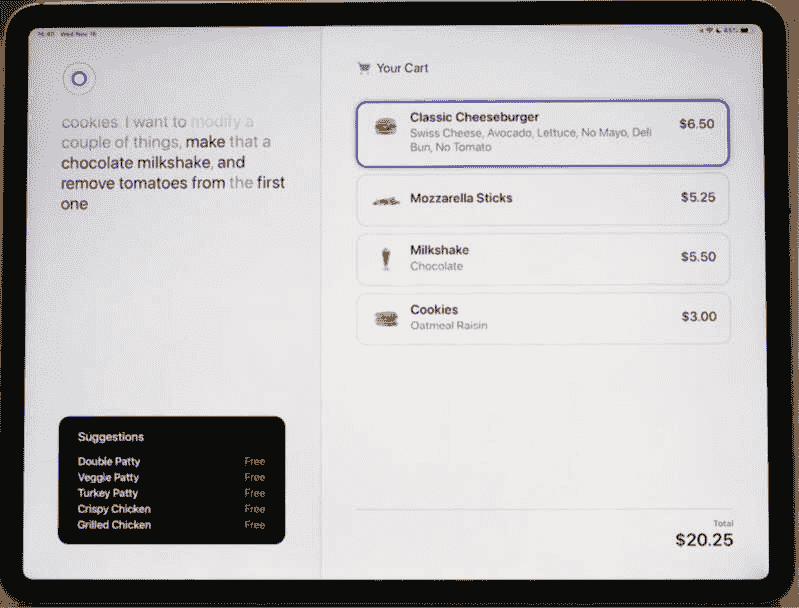 14:40 Wed Nov 16
Your Cart
cookies. I want to modify a
couple of things, make that a
chocolate milkshake, and
remove tomatoes from the first
one
Classic Cheeseburger
$6.50
Swiss Cheese, Avocado, Lettuce, No Mayo, Deli
Bun, No Tomato
Mozzarella Sticks
$5.25
Milkshake
$5.50
Chocolate
Cookies
$3.00
Oatmeal Raisin
Suggestions
Double Patty Free
Veggie Patty Free
Turkey Patty Free
Crispy Chicken Free
Grilled Chicken Free
Total
$20.25